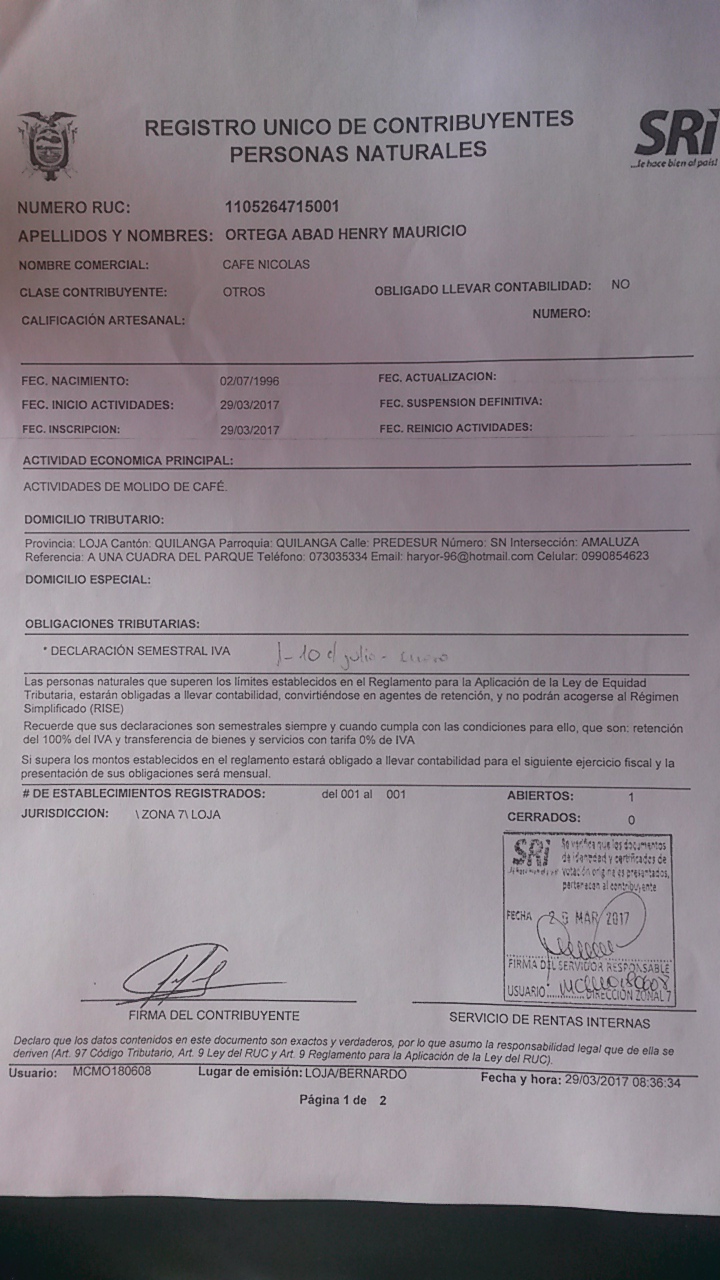 REGISTRO UNICO DE CONTRIBUYENTES
PERSONAS NATURALES
SRi
...le hace bien al país!
NUMERO RUC: 1105264715001
APELLIDOS Y NOMBRES: ORTEGA ABAD HENRY MAURICIO
NOMBRE COMERCIAL: CAFE NICOLAS
CLASE CONTRIBUYENTE: OTROS OBLIGADO LLEVAR CONTABILIDAD: NO
CALIFICACIÓN ARTESANAL: NUMERO:
FEC. NACIMIENTO: 02/07/1996 FEC. ACTUALIZACION:
FEC. INICIO ACTIVIDADES: 29/03/2017 FEC. SUSPENSION DEFINITIVA:
FEC. INSCRIPCION: 29/03/2017 FEC. REINICIO ACTIVIDADES:
ACTIVIDAD ECONOMICA PRINCIPAL:
ACTIVIDADES DE MOLIDO DE CAFÉ.
DOMICILIO TRIBUTARIO:
Provincia: LOJA Cantón: QUILANGA Parroquia: QUILANGA Calle: PREDESUR Número: SN Intersección: AMALUZA
Referencia: A UNA CUADRA DEL PARQUE Teléfono: 073035334 Email: haryor-96@hotmail.com Celular: 0990854623
DOMICILIO ESPECIAL:
OBLIGACIONES TRIBUTARIAS:
* DECLARACIÓN SEMESTRAL IVA 1-10 d julio - enero
Las personas naturales que superen los límites establecidos en el Reglamento para la Aplicación de la Ley de Equidad
Tributaria, estarán obligadas a llevar contabilidad, convirtiéndose en agentes de retención, y no podrán acogerse al Régimen
Simplificado (RISE)
Recuerde que sus declaraciones son semestrales siempre y cuando cumpla con las condiciones para ello, que son: retención
del 100% del IVA y transferencia de bienes y servicios con tarifa 0% de IVA
Si supera los montos establecidos en el reglamento estará obligado a llevar contabilidad para el siguiente ejercicio fiscal y la
presentación de sus obligaciones será mensual.
# DE ESTABLECIMIENTOS REGISTRADOS: del 001 al 001 ABIERTOS: 1
JURISDICCION: \ ZONA 7\ LOJA CERRADOS: 0
SRi
Se verifica que los documentos
de identidad y certificados de
votación originales presentados,
pertenecen al contribuyente
FECHA MAR 2017
FIRMA DEL SERVIDOR RESPONSABLE
USUARIO: MCMO180608 DIRECCIÓN ZONAL 7
FIRMA DEL CONTRIBUYENTE SERVICIO DE RENTAS INTERNAS
Declaro que los datos contenidos en este documento son exactos y verdaderos, por lo que asumo la responsabilidad legal que de ella se
deriven (Art. 97 Código Tributario, Art. 9 Ley del RUC y Art. 9 Reglamento para la Aplicación de la Ley del RUC).
Usuario: MCMO180608 Lugar de emisión: LOJA/BERNARDO Fecha y hora: 29/03/2017 08:36:34
Página 1 de 2